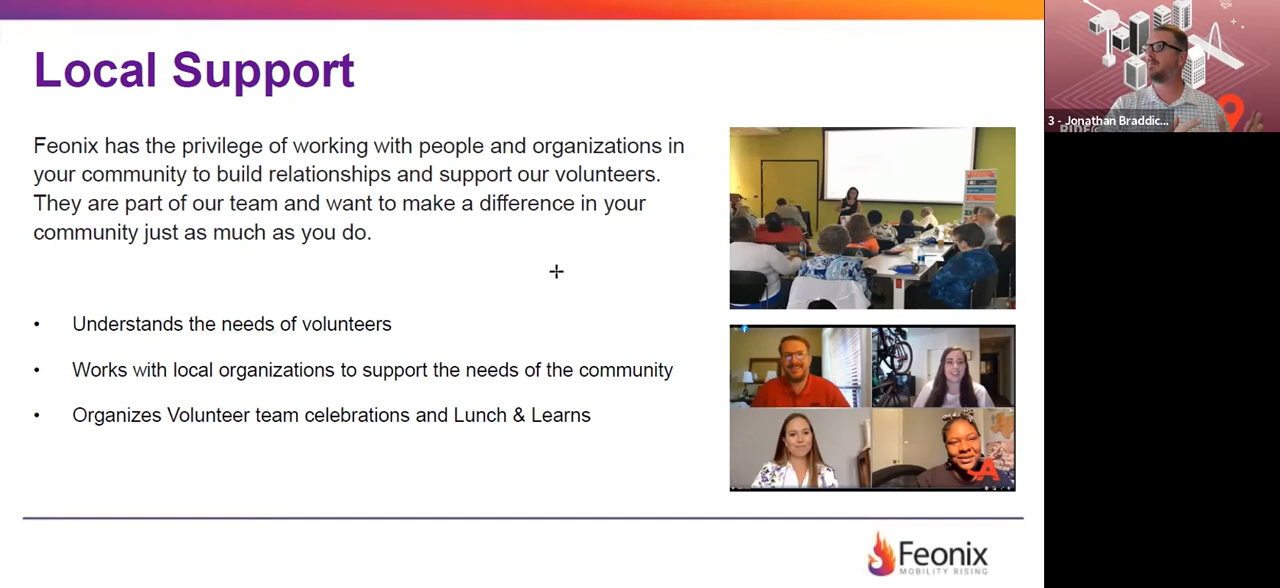 Local Support
Feonix has the privilege of working with people and organizations in
your community to build relationships and support our volunteers.
They are part of our team and want to make a difference in your
community just as much as you do.
• Understands the needs of volunteers
• Works with local organizations to support the needs of the community
• Organizes Volunteer team celebrations and Lunch & Learns
Feonix
MOBILITY RISING
3 - Jonathan Braddic...